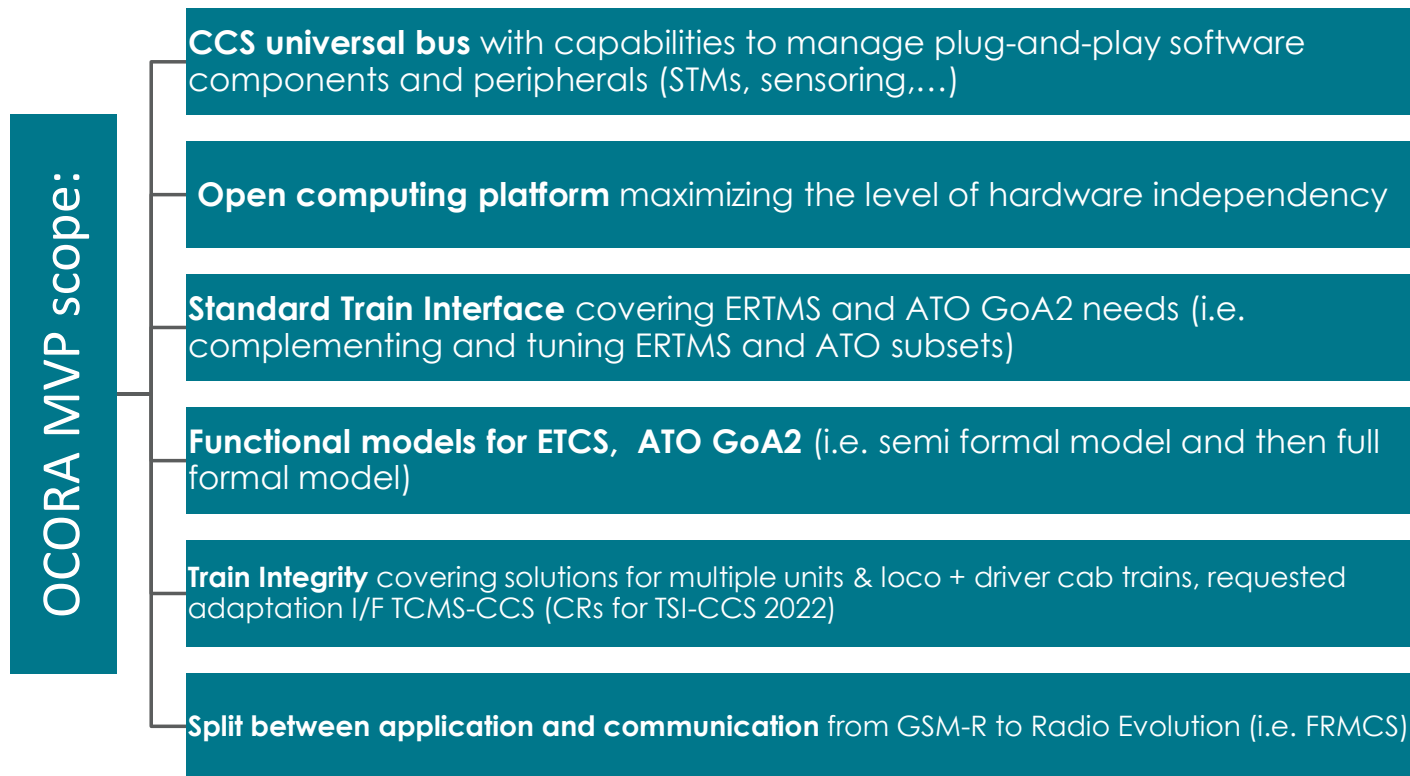 OCORA MVP scope:
CCS universal bus with capabilities to manage plug-and-play software
components and peripherals (STMs, sensoring,…)
Open computing platform maximizing the level of hardware independency
Standard Train Interface covering ERTMS and ATO GoA2 needs (i.e.
complementing and tuning ERTMS and ATO subsets)
Functional models for ETCS, ATO GoA2 (i.e. semi formal model and then full
formal model)
Train Integrity covering solutions for multiple units & loco + driver cab trains, requested
adaptation I/F TCMS-CCS (CRs for TSI-CCS 2022)
Split between application and communication from GSM-R to Radio Evolution (i.e. FRMCS)